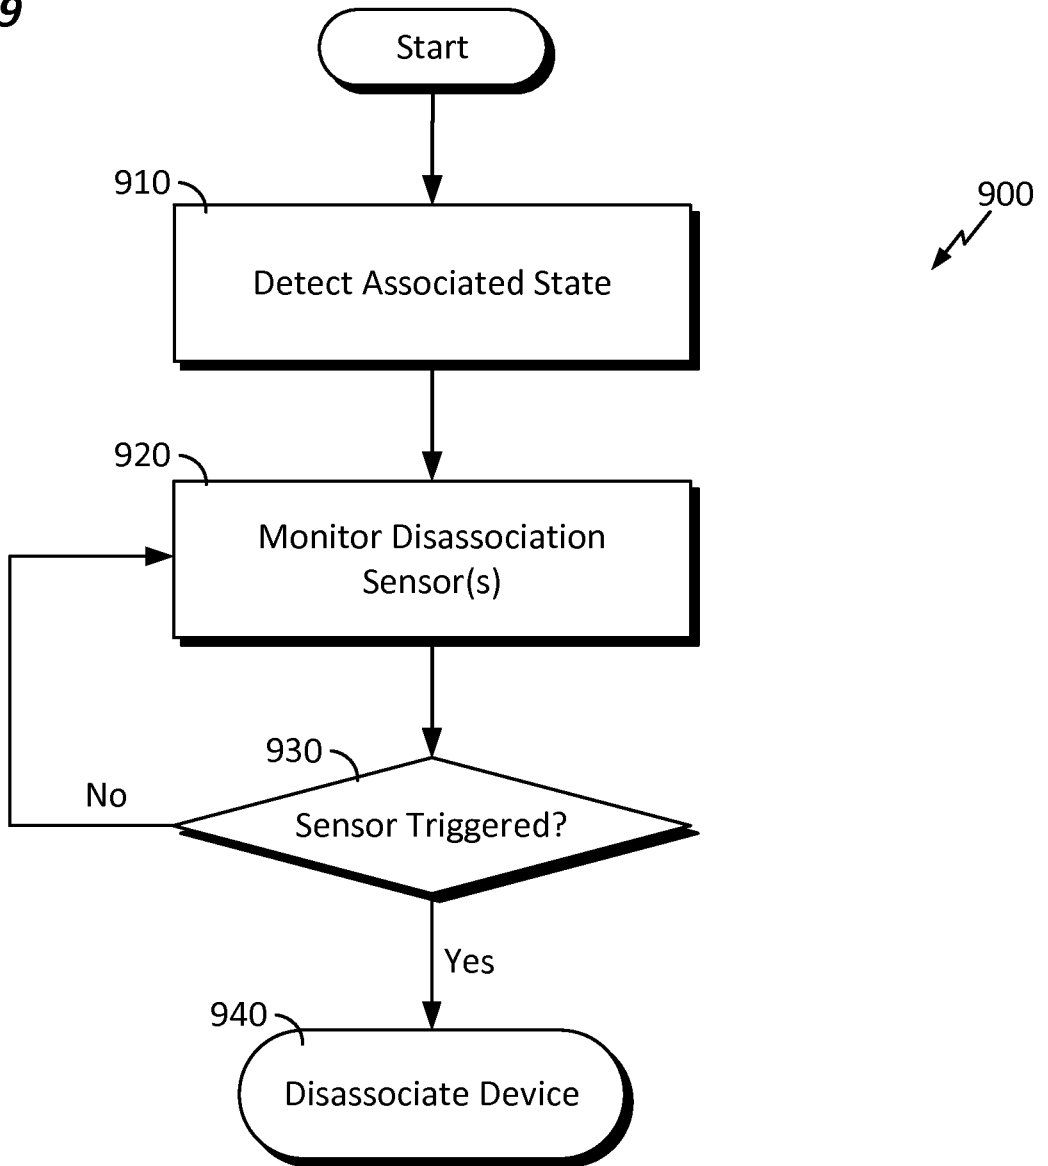 9
Start
910
900
Detect Associated State
920
Monitor Disassociation
Sensor(s)
930
No
Sensor Triggered?
Yes
940
Disassociate Device